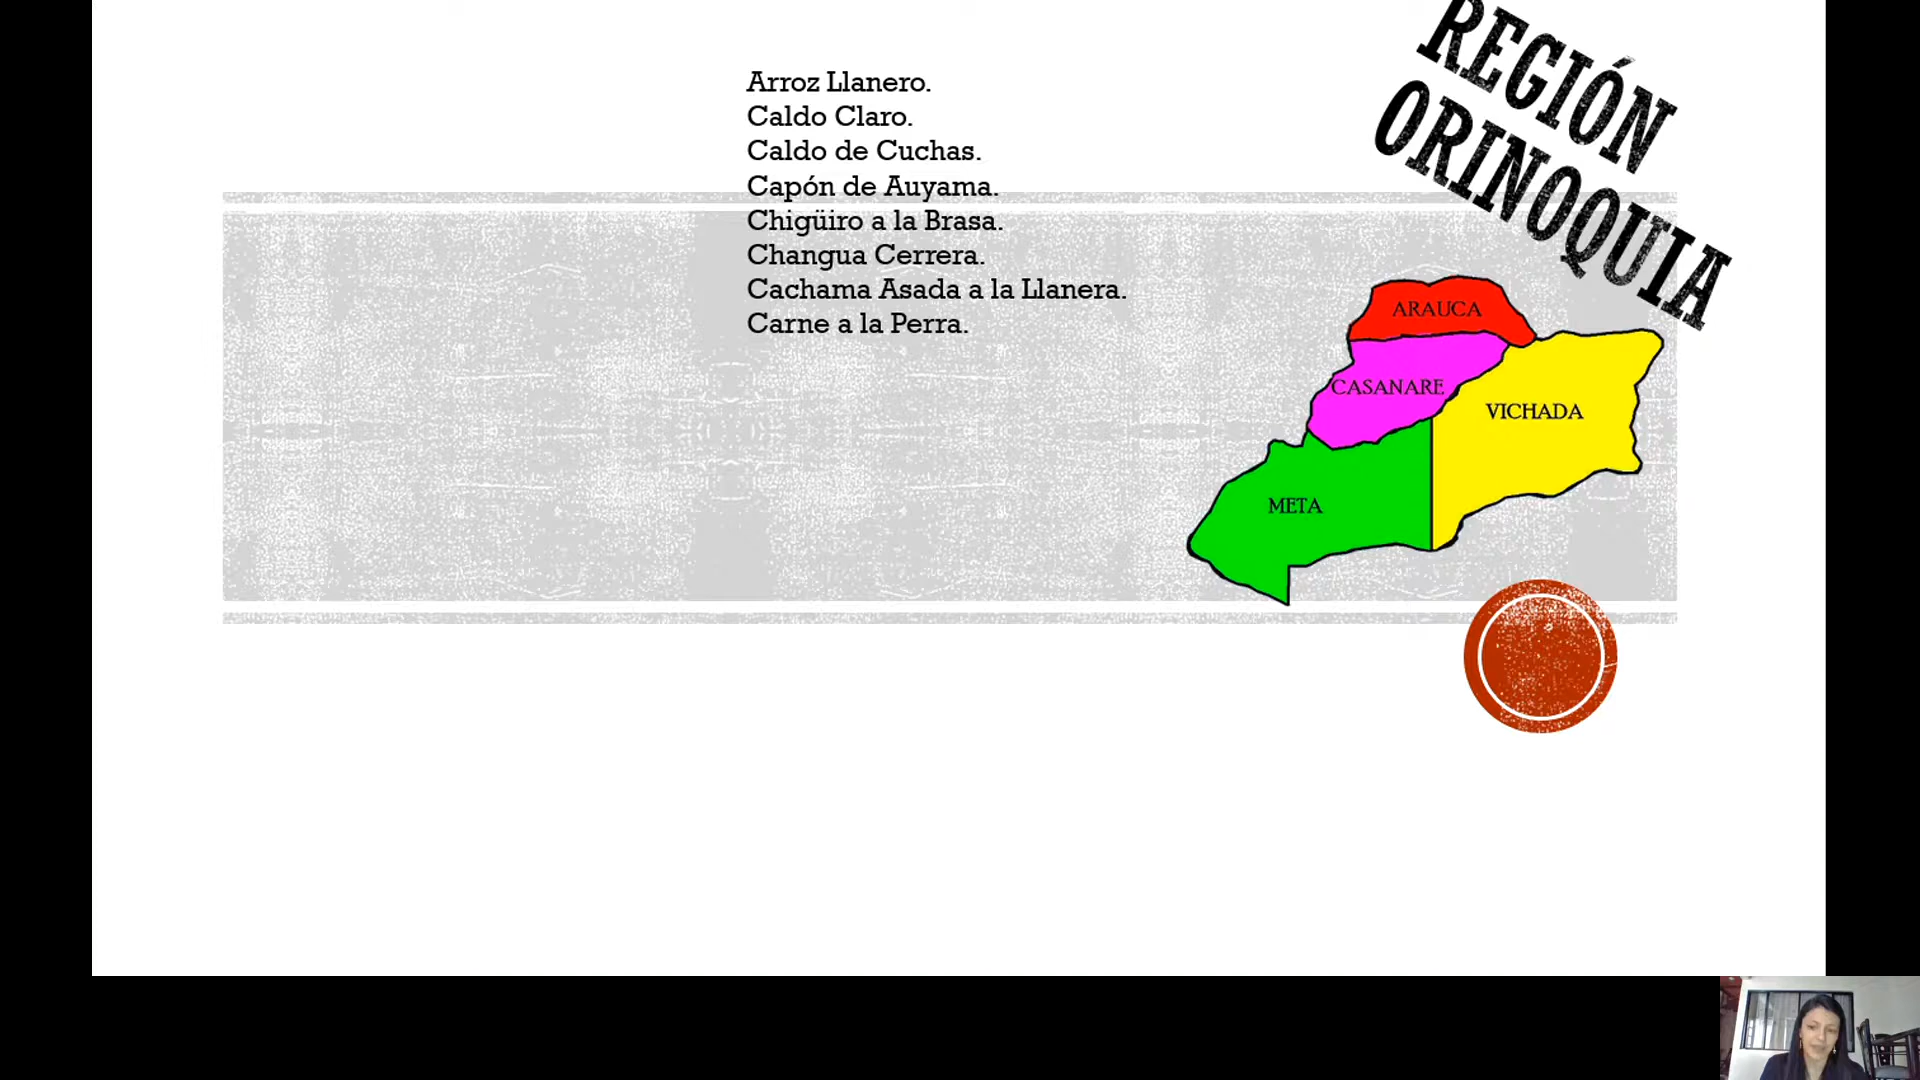 REGIÓN
ORINOQUIA
Arroz Llanero.
Caldo Claro.
Caldo de Cuchas.
Capón de Auyama.
Chigüiro a la Brasa.
Changua Cerrera.
Cachama Asada a la Llanera.
Carne a la Perra.
ARAUCA
CASANARE
VICHADA
META